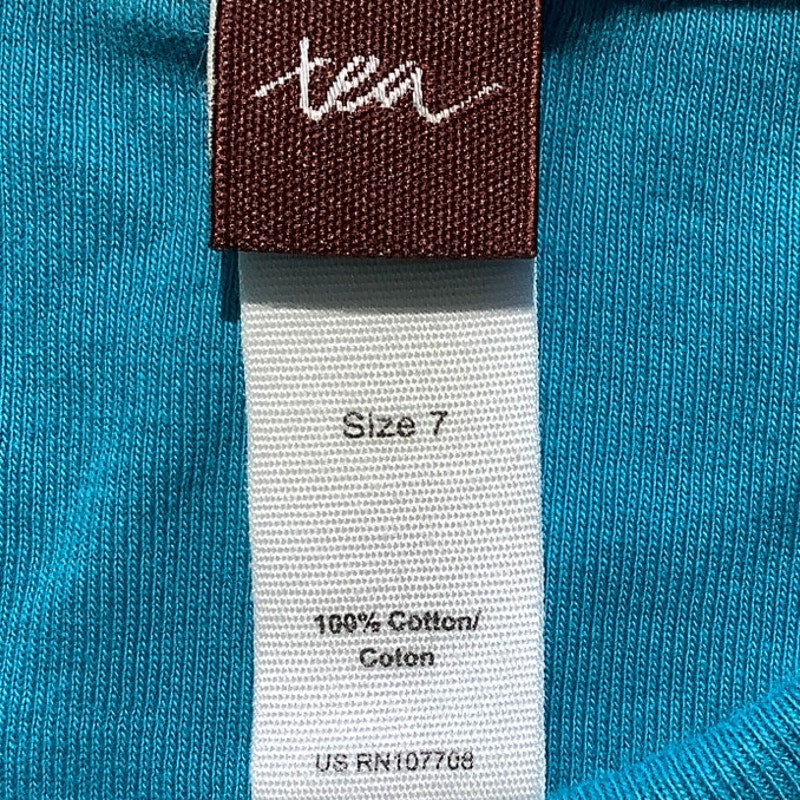 tea
Size 7
100% Cotton/
Coton
US RN107708